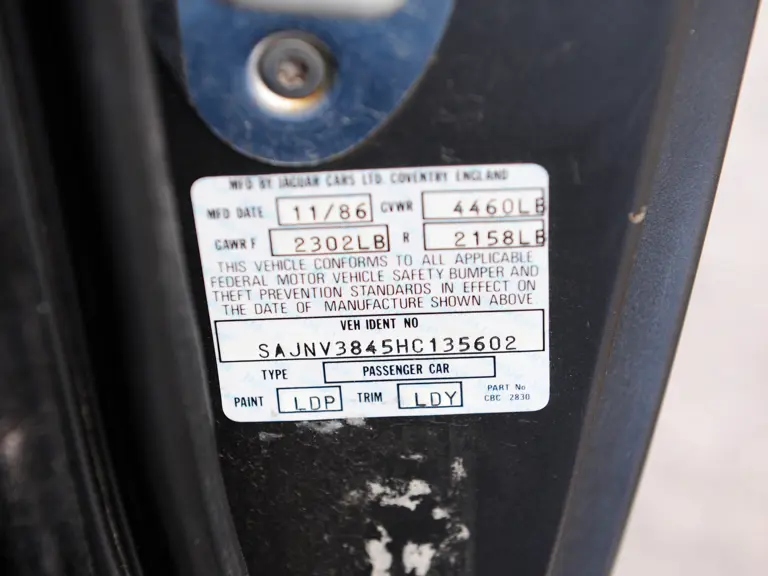 MFD BY JAGUAR CARS LTD. COVENTRY ENGLAND
MFD DATE 11/86 GVWR 4460LB
GAWR F 2302LB R 2158LB
THIS VEHICLE CONFORMS TO ALL APPLICABLE
FEDERAL MOTOR VEHICLE SAFETY BUMPER AND
THEFT PREVENTION STANDARDS IN EFFECT ON
THE DATE OF MANUFACTURE SHOWN ABOVE
VEH IDENT NO
SAJNV3845HC135602
TYPE PASSENGER CAR
PAINT LDP TRIM LDY PART No
CBC 2830